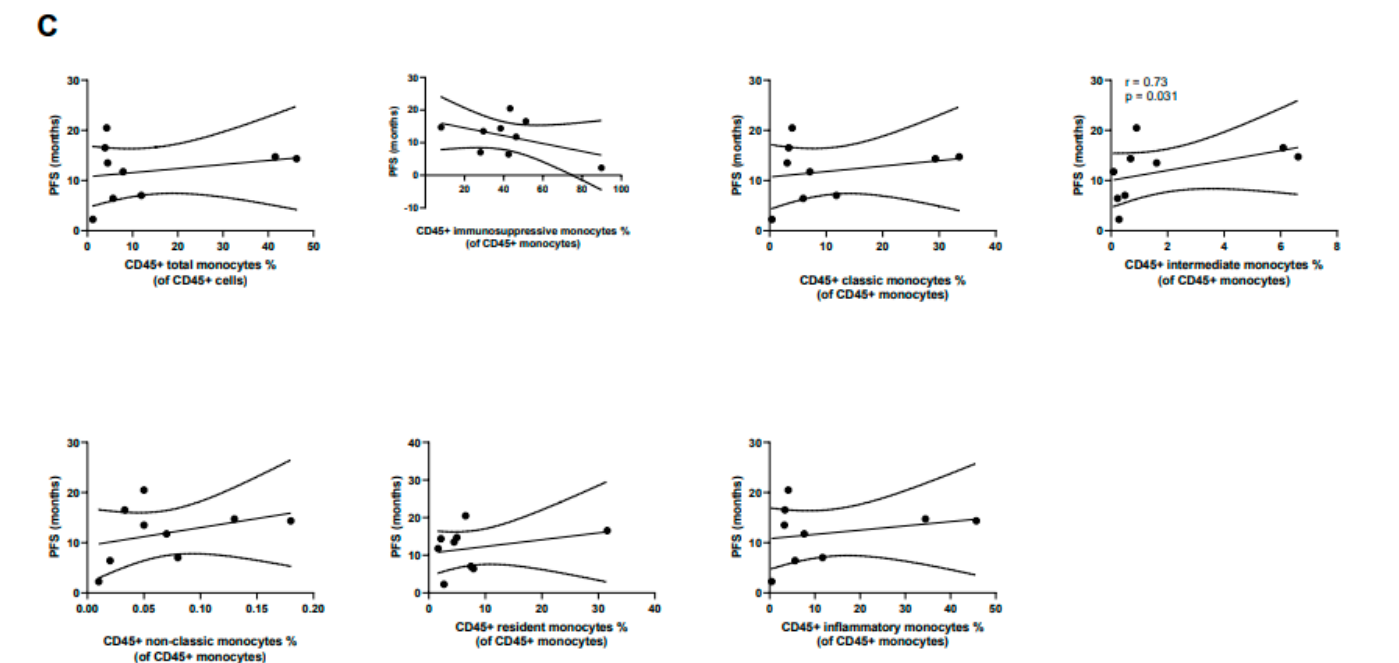 C
30
20
10
0
PFS (months)
0 10 20 30 40 50
CD45+ total monocytes %
(of CD45+ cells)
30
20
10
0
-10
PFS (months)
20 40 60 80 100
CD45+ immunosuppressive monocytes %
(of CD45+ monocytes)
30
20
10
0
PFS (months)
0 10 20 30 40
CD45+ classic monocytes %
(of CD45+ monocytes)
r = 0.73
p = 0.031
30
20
10
0
PFS (months)
0 2 4 6 8
CD45+ intermediate monocytes %
(of CD45+ monocytes)
30
20
10
0
PFS (months)
0.00 0.05 0.10 0.15 0.20
CD45+ non-classic monocytes %
(of CD45+ monocytes)
40
30
20
10
0
PFS (months)
0 10 20 30 40
CD45+ resident monocytes %
(of CD45+ monocytes)
30
20
10
0
PFS (months)
0 10 20 30 40 50
CD45+ inflammatory monocytes %
(of CD45+ monocytes)